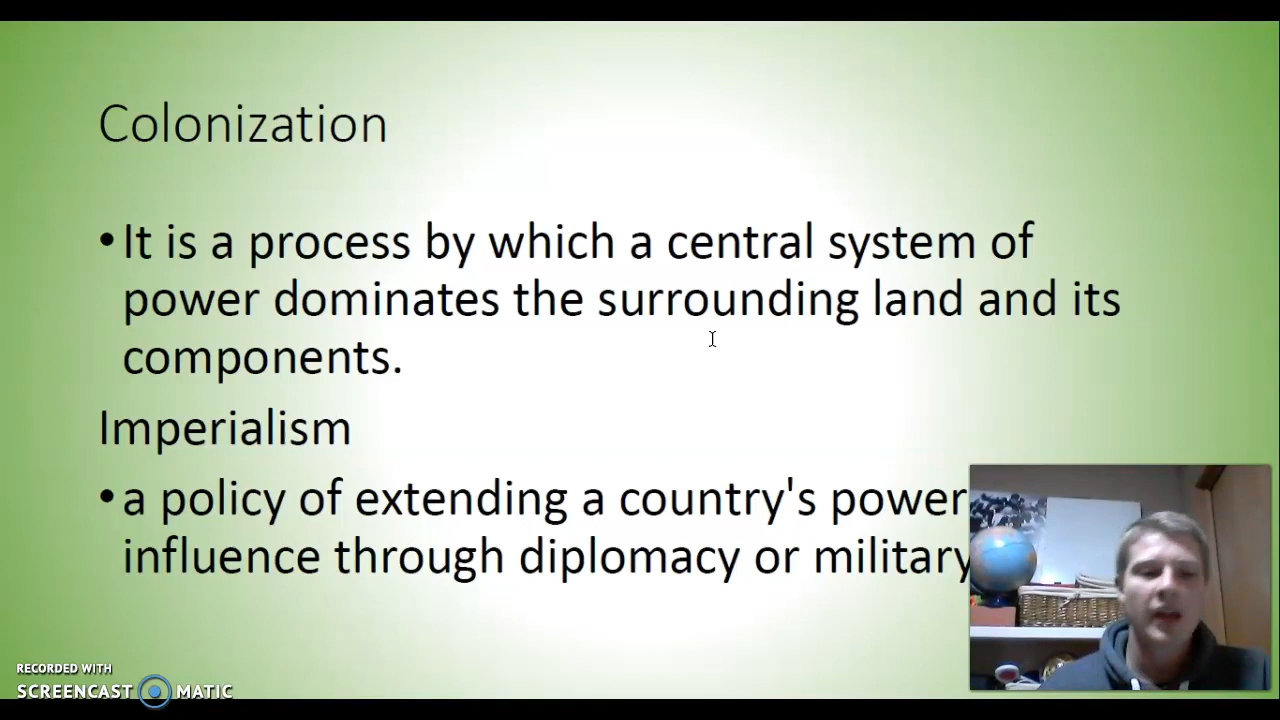 Colonization
•It is a process by which a central system of
power dominates the surrounding land and its
components.
Imperialism
•a policy of extending a country's power
influence through diplomacy or military
RECORDED WITH
SCREENCAST MATIC